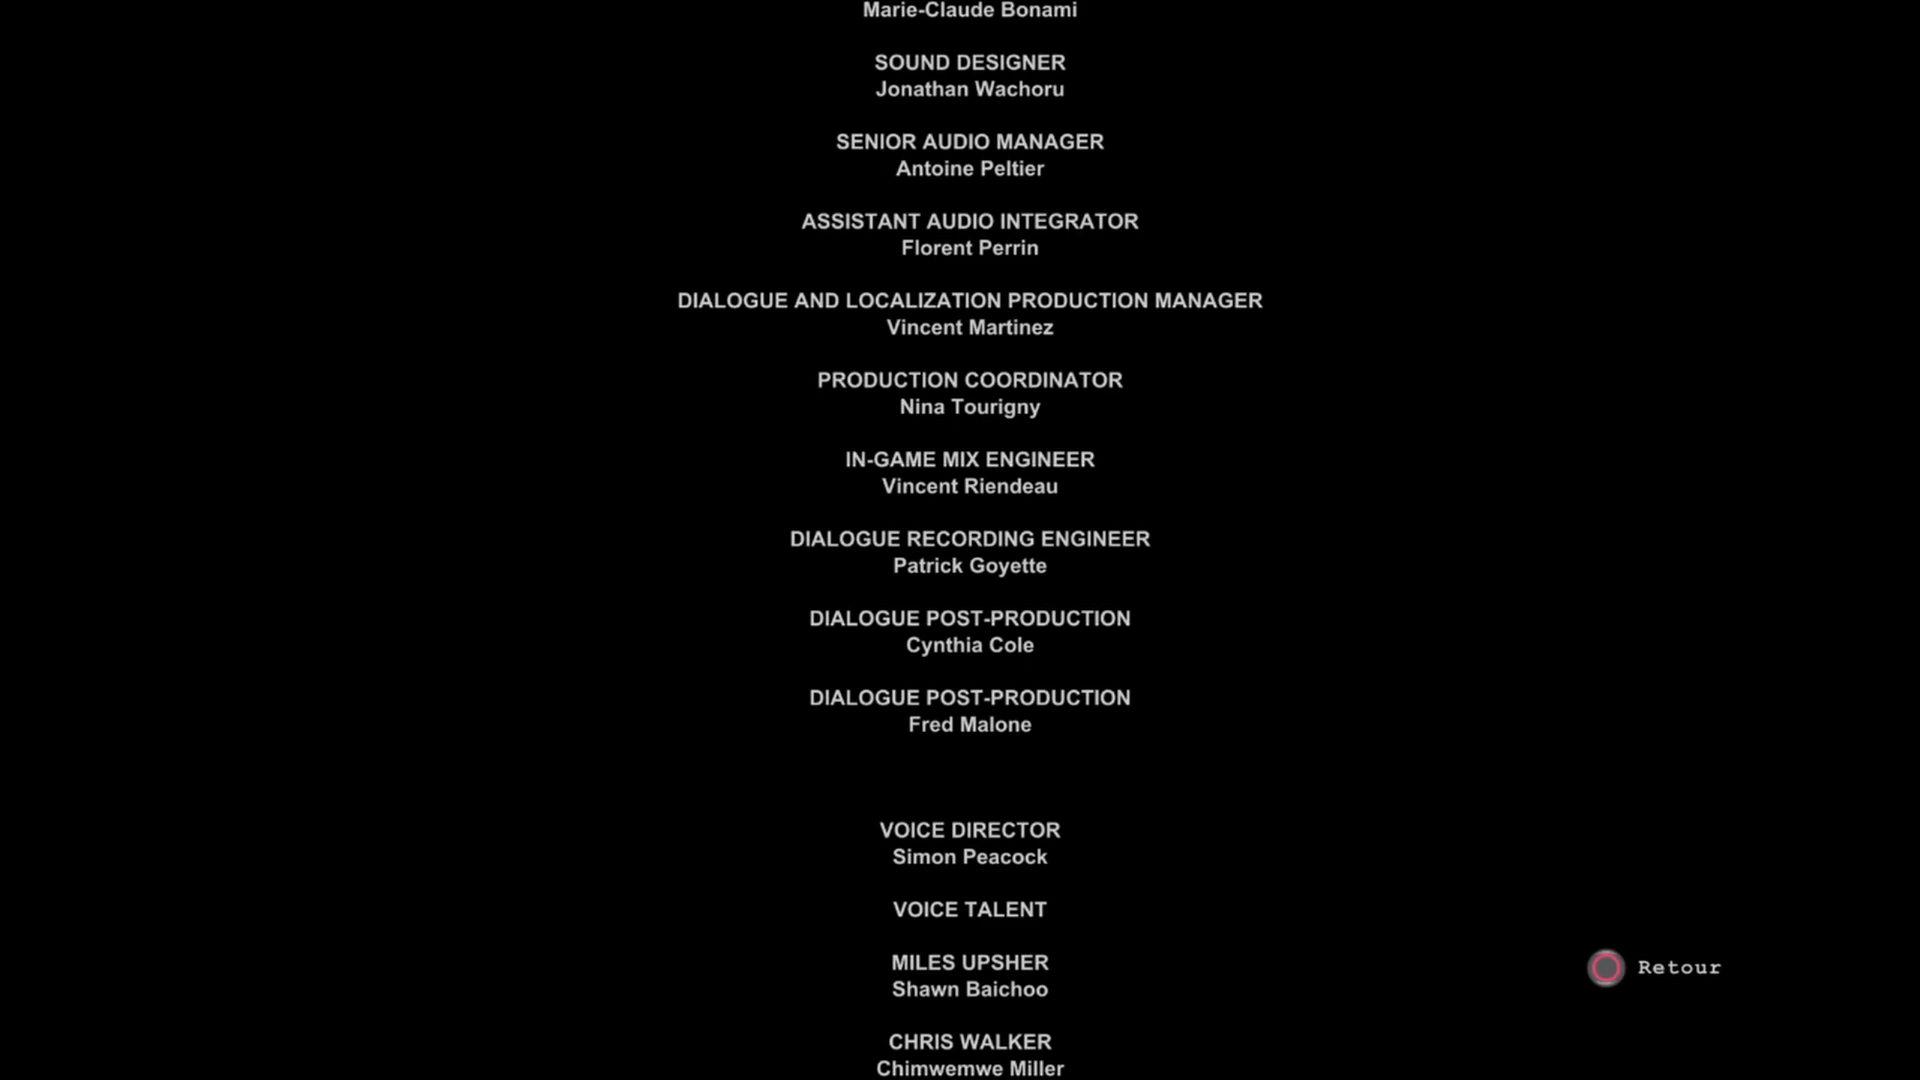 Marie-Claude Bonami
SOUND DESIGNER
Jonathan Wachoru
SENIOR AUDIO MANAGER
Antoine Peltier
ASSISTANT AUDIO INTEGRATOR
Florent Perrin
DIALOGUE AND LOCALIZATION PRODUCTION MANAGER
Vincent Martinez
PRODUCTION COORDINATOR
Nina Tourigny
IN-GAME MIX ENGINEER
Vincent Riendeau
DIALOGUE RECORDING ENGINEER
Patrick Goyette
DIALOGUE POST-PRODUCTION
Cynthia Cole
DIALOGUE POST-PRODUCTION
Fred Malone
VOICE DIRECTOR
Simon Peacock
VOICE TALENT
MILES UPSHER
Shawn Baichoo
Retour
CHRIS WALKER
Chimwemwe Miller